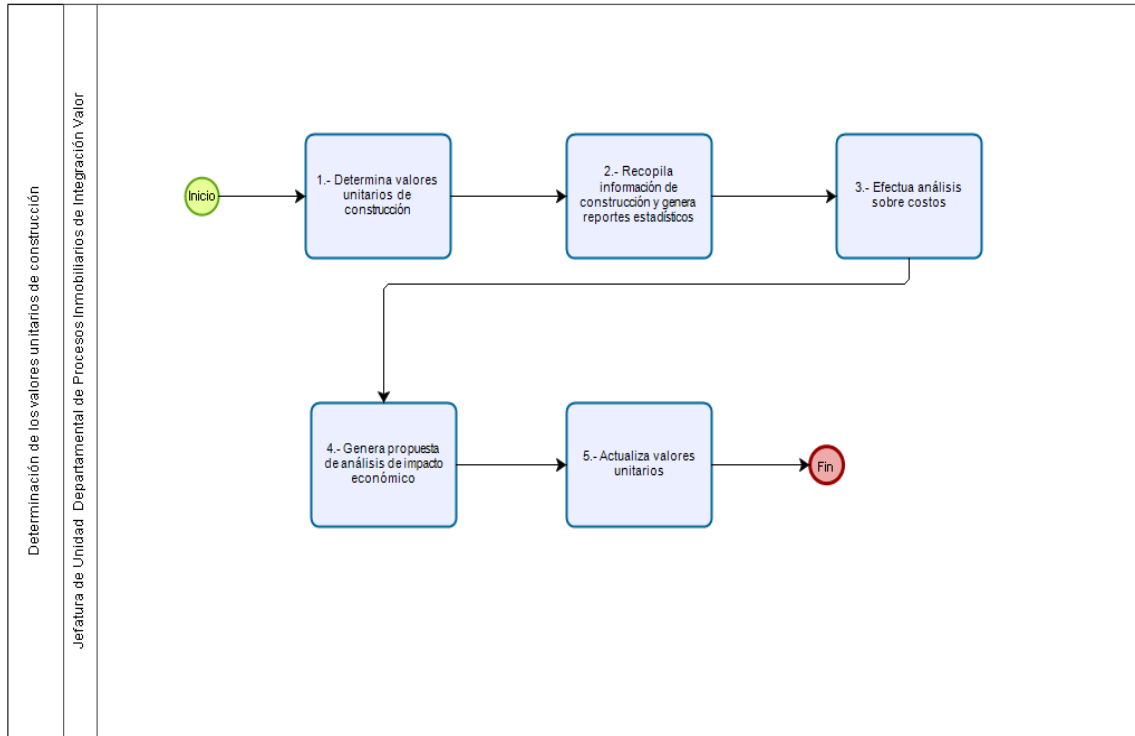 Determinación de los valores unitarios de construcción
Jefatura de Unidad Departamental de Procesos Inmobiliarios de Integración Valor
Inicio
1.- Determina valores
unitarios de
construcción
2.- Recopila
información de
construcción y genera
reportes estadísticos
3.- Efectua análisis
sobre costos
4.- Genera propuesta
de análisis de impacto
económico
5.- Actualiza valores
unitarios
Fin